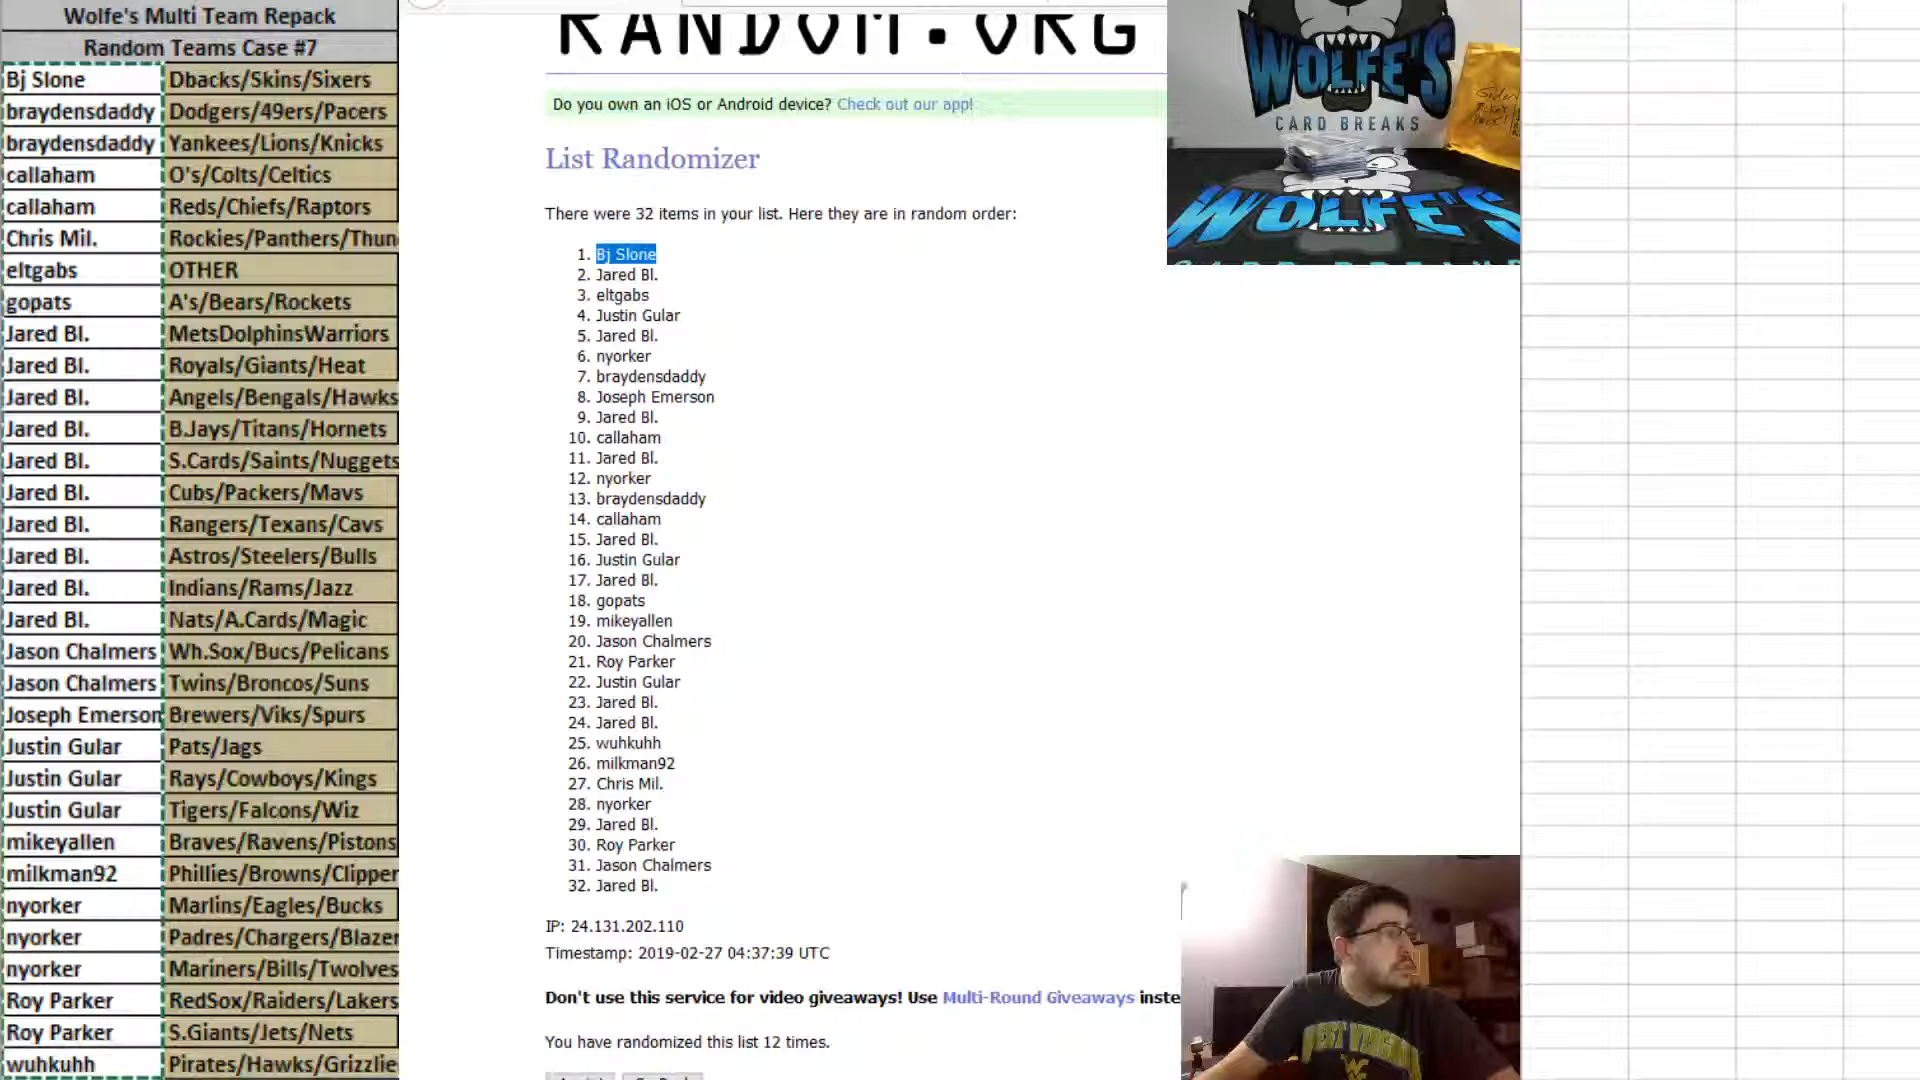 Wolfe's Multi Team Repack
Random Teams Case #7
Bj Slone Dbacks/Skins/Sixers
braydensdaddy Dodgers/49ers/Pacers
braydensdaddy Yankees/Lions/Knicks
callaham O's/Colts/Celtics
callaham Reds/Chiefs/Raptors
Chris Mil. Rockies/Panthers/Thun
eltgabs OTHER
gopats A's/Bears/Rockets
Jared Bl. MetsDolphinsWarriors
Jared Bl. Royals/Giants/Heat
Jared Bl. Angels/Bengals/Hawks
Jared Bl. B.Jays/Titans/Hornets
Jared Bl. S.Cards/Saints/Nuggets
Jared Bl. Cubs/Packers/Mavs
Jared Bl. Rangers/Texans/Cavs
Jared Bl. Astros/Steelers/Bulls
Jared Bl. Indians/Rams/Jazz
Jared Bl. Nats/A.Cards/Magic
Jason Chalmers Wh.Sox/Bucs/Pelicans
Jason Chalmers Twins/Broncos/Suns
Joseph Emerson Brewers/Viks/Spurs
Justin Gular Pats/Jags
Justin Gular Rays/Cowboys/Kings
Justin Gular Tigers/Falcons/Wiz
mikeyallen Braves/Ravens/Pistons
milkman92 Phillies/Browns/Clipper
nyorker Marlins/Eagles/Bucks
nyorker Padres/Chargers/Blazer
nyorker Mariners/Bills/Twolves
Roy Parker RedSox/Raiders/Lakers
Roy Parker S.Giants/Jets/Nets
wuhkuhh Pirates/Hawks/Grizzlie
RANDOM.ORG
Do you own an iOS or Android device? Check out our app!
List Randomizer
There were 32 items in your list. Here they are in random order:
1. Bj Slone
2. Jared Bl.
3. eltgabs
4. Justin Gular
5. Jared Bl.
6. nyorker
7. braydensdaddy
8. Joseph Emerson
9. Jared Bl.
10. callaham
11. Jared Bl.
12. nyorker
13. braydensdaddy
14. callaham
15. Jared Bl.
16. Justin Gular
17. Jared Bl.
18. gopats
19. mikeyallen
20. Jason Chalmers
21. Roy Parker
22. Justin Gular
23. Jared Bl.
24. Jared Bl.
25. wuhkuhh
26. milkman92
27. Chris Mil.
28. nyorker
29. Jared Bl.
30. Roy Parker
31. Jason Chalmers
32. Jared Bl.
IP: 24.131.202.110
Timestamp: 2019-02-27 04:37:39 UTC
Don't use this service for video giveaways! Use Multi-Round Giveaways inste
You have randomized this list 12 times.
WOLFE'S
CARD BREAKS
WOLFE'S
WEST VIRGINIA
WV